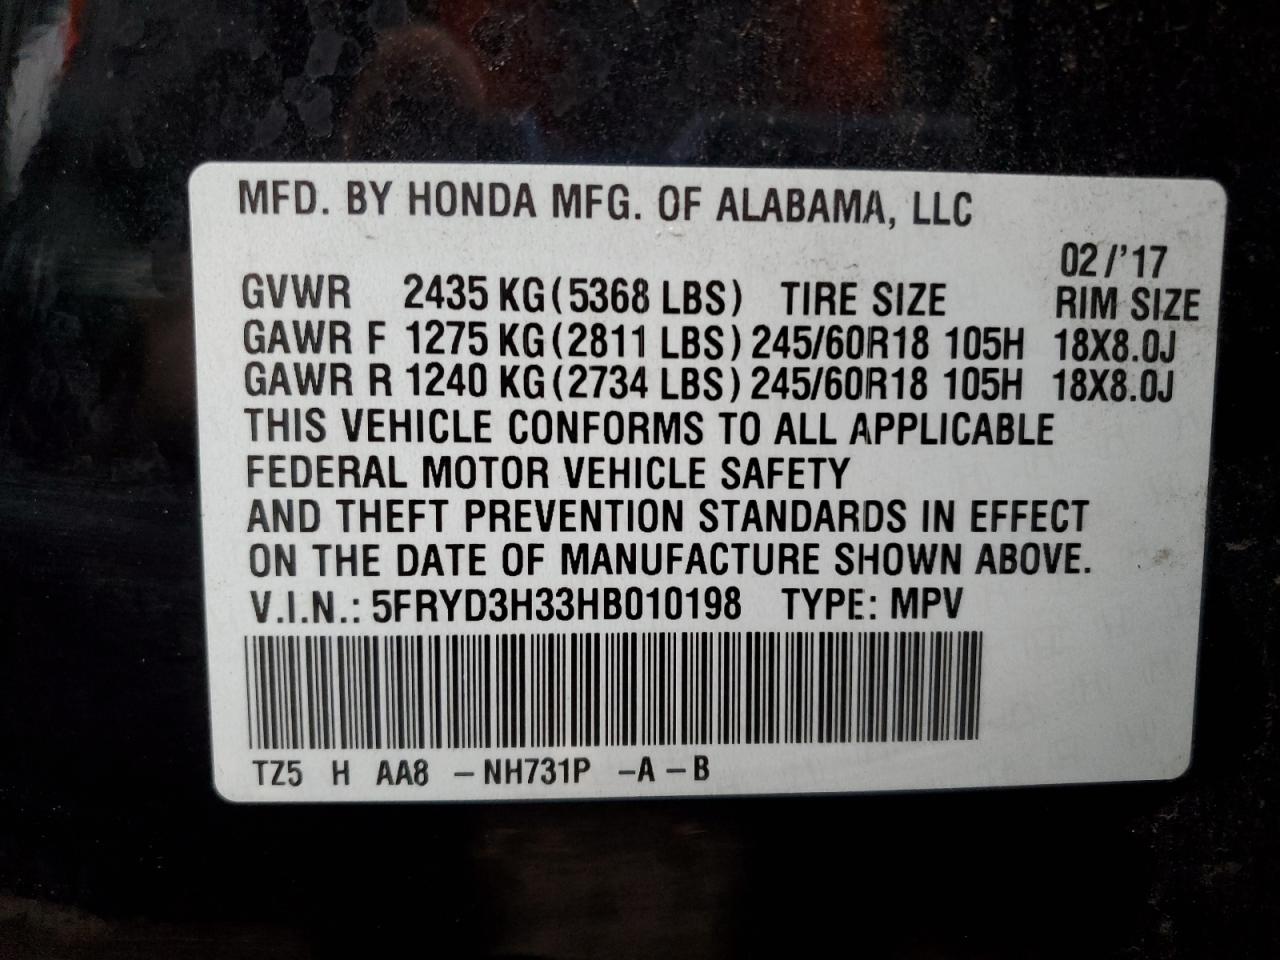 MFD. BY HONDA MFG. OF ALABAMA, LLC
02/'17
GVWR 2435 KG(5368 LBS) TIRE SIZE RIM SIZE
GAWR F 1275 KG(2811 LBS) 245/60R18 105H 18X8.0J
GAWR R 1240 KG(2734 LBS) 245/60R18 105H 18X8.0J
THIS VEHICLE CONFORMS TO ALL APPLICABLE
FEDERAL MOTOR VEHICLE SAFETY
AND THEFT PREVENTION STANDARDS IN EFFECT
ON THE DATE OF MANUFACTURE SHOWN ABOVE.
V.I.N.: 5FRYD3H33HB010198 TYPE: MPV
TZ5 H AA8 -NH731P -A-B